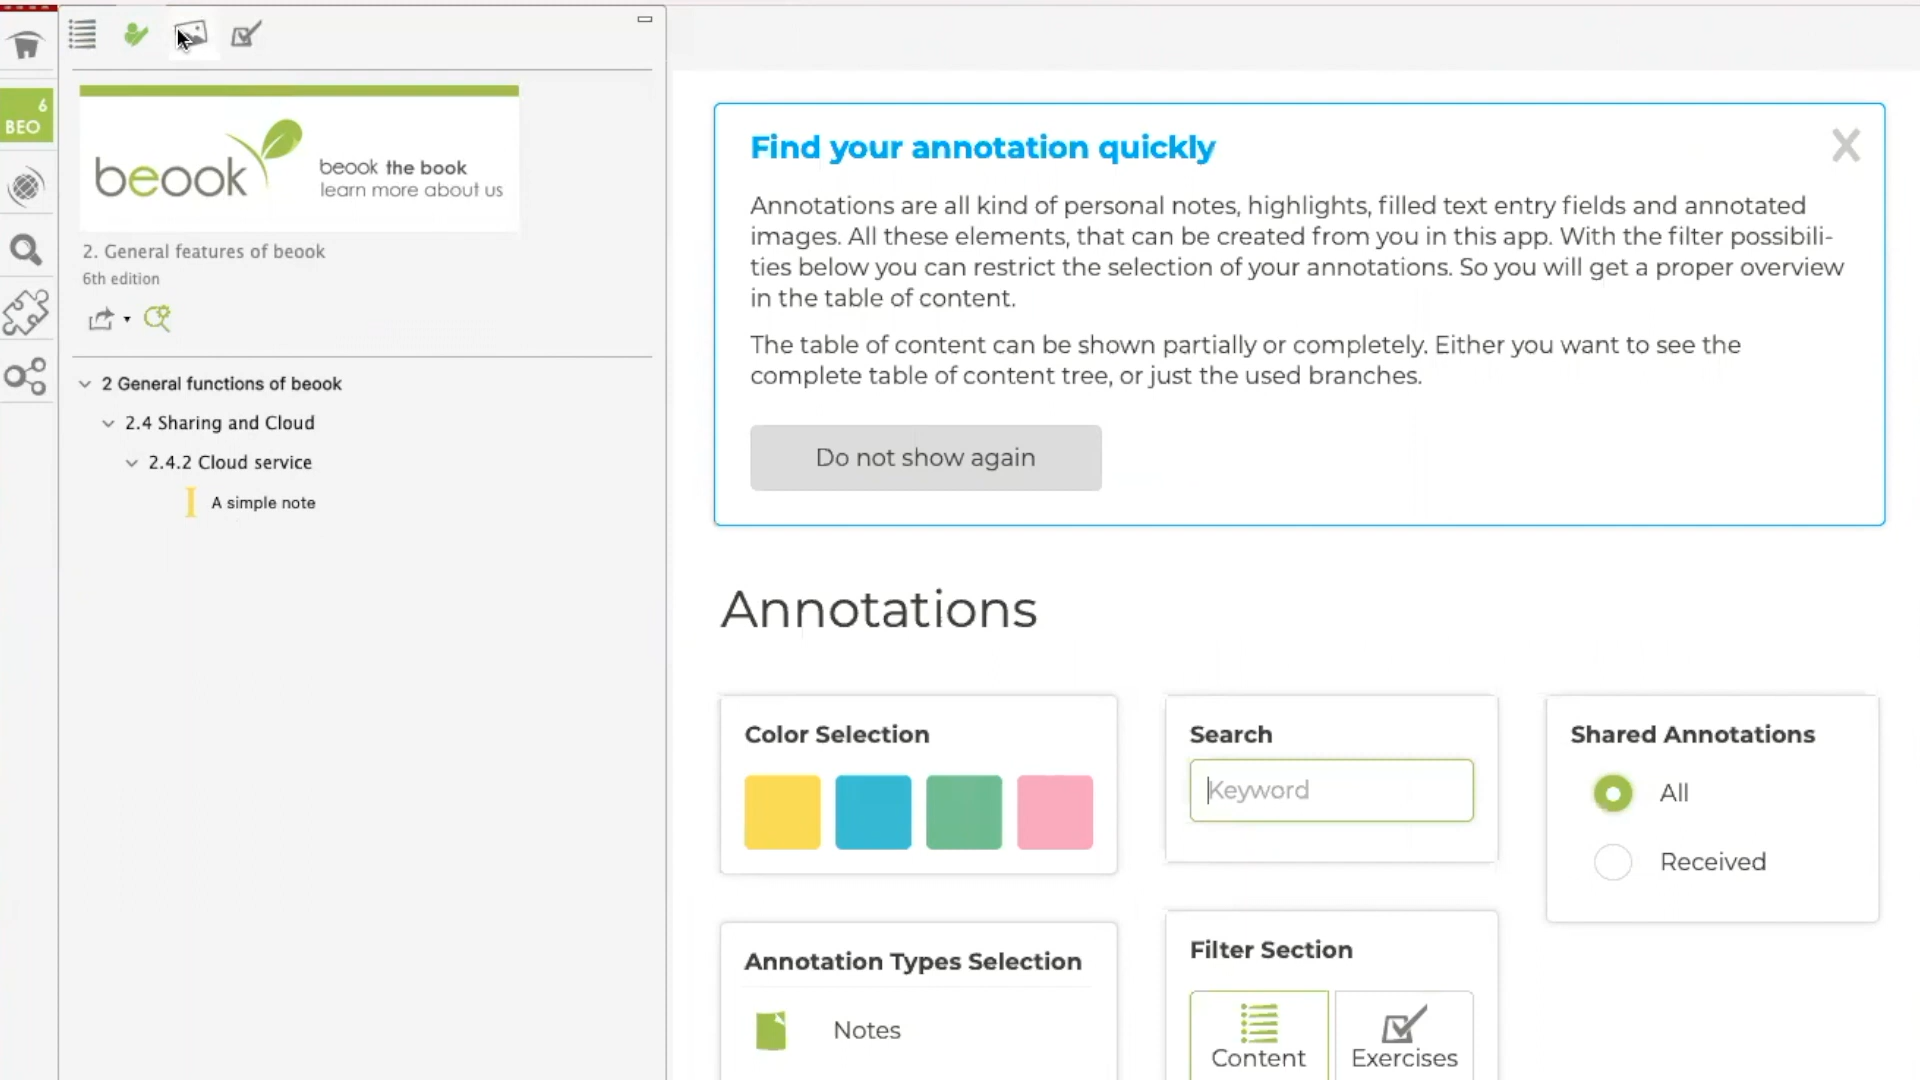 6
BEO
beook
beook the book
learn more about us
2. General features of beook
6th edition
2 General functions of beook
2.4 Sharing and Cloud
2.4.2 Cloud service
A simple note
Find your annotation quickly
Annotations are all kind of personal notes, highlights, filled text entry fields and annotated
images. All these elements, that can be created from you in this app. With the filter possibili-
ties below you can restrict the selection of your annotations. So you will get a proper overview
in the table of content.
The table of content can be shown partially or completely. Either you want to see the
complete table of content tree, or just the used branches.
Do not show again
Annotations
Color Selection
Search
Keyword
Shared Annotations
All
Received
Annotation Types Selection
Notes
Filter Section
Content
Exercises